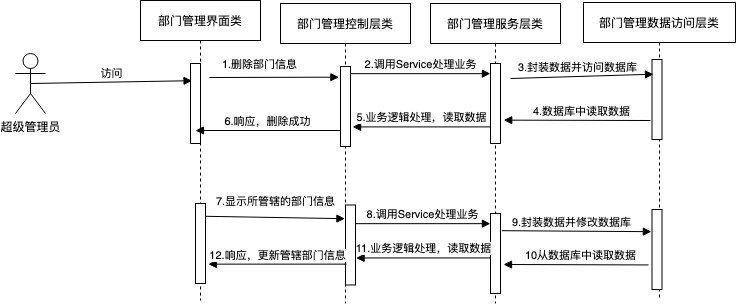 部门管理界面类
部门管理控制层类
部门管理服务层类
部门管理数据访问层类
访问
超级管理员
1.删除部门信息
2.调用Service处理业务
3.封装数据并访问数据库
4.数据库中读取数据
5.业务逻辑处理，读取数据
6.响应，删除成功
7.显示所管辖的部门信息
8.调用Service处理业务
9.封装数据并修改数据库
10从数据库中读取数据
11.业务逻辑处理，读取数据
12.响应，更新管辖部门信息